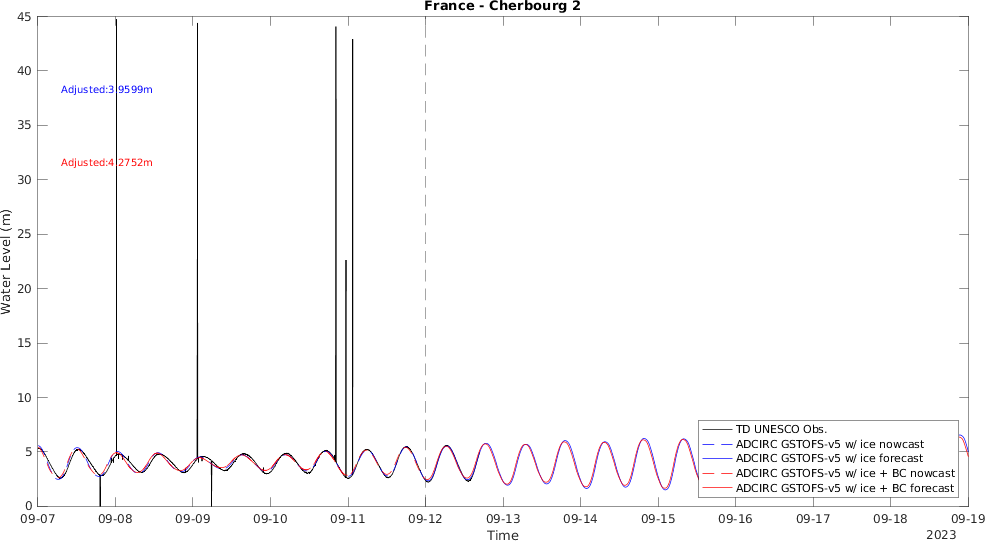 France - Cherbourg 2
45
40
35
30
25
20
15
10
5
0
Water Level (m)
Adjusted:3.9599m
Adjusted:4.2752m
TD UNESCO Obs.
ADCIRC GSTOFS-v5 w/ ice nowcast
ADCIRC GSTOFS-v5 w/ ice forecast
ADCIRC GSTOFS-v5 w/ ice + BC nowcast
ADCIRC GSTOFS-v5 w/ ice + BC forecast
09-07 09-08 09-09 09-10 09-11 09-12 09-13 09-14 09-15 09-16 09-17 09-18 09-19
Time
2023